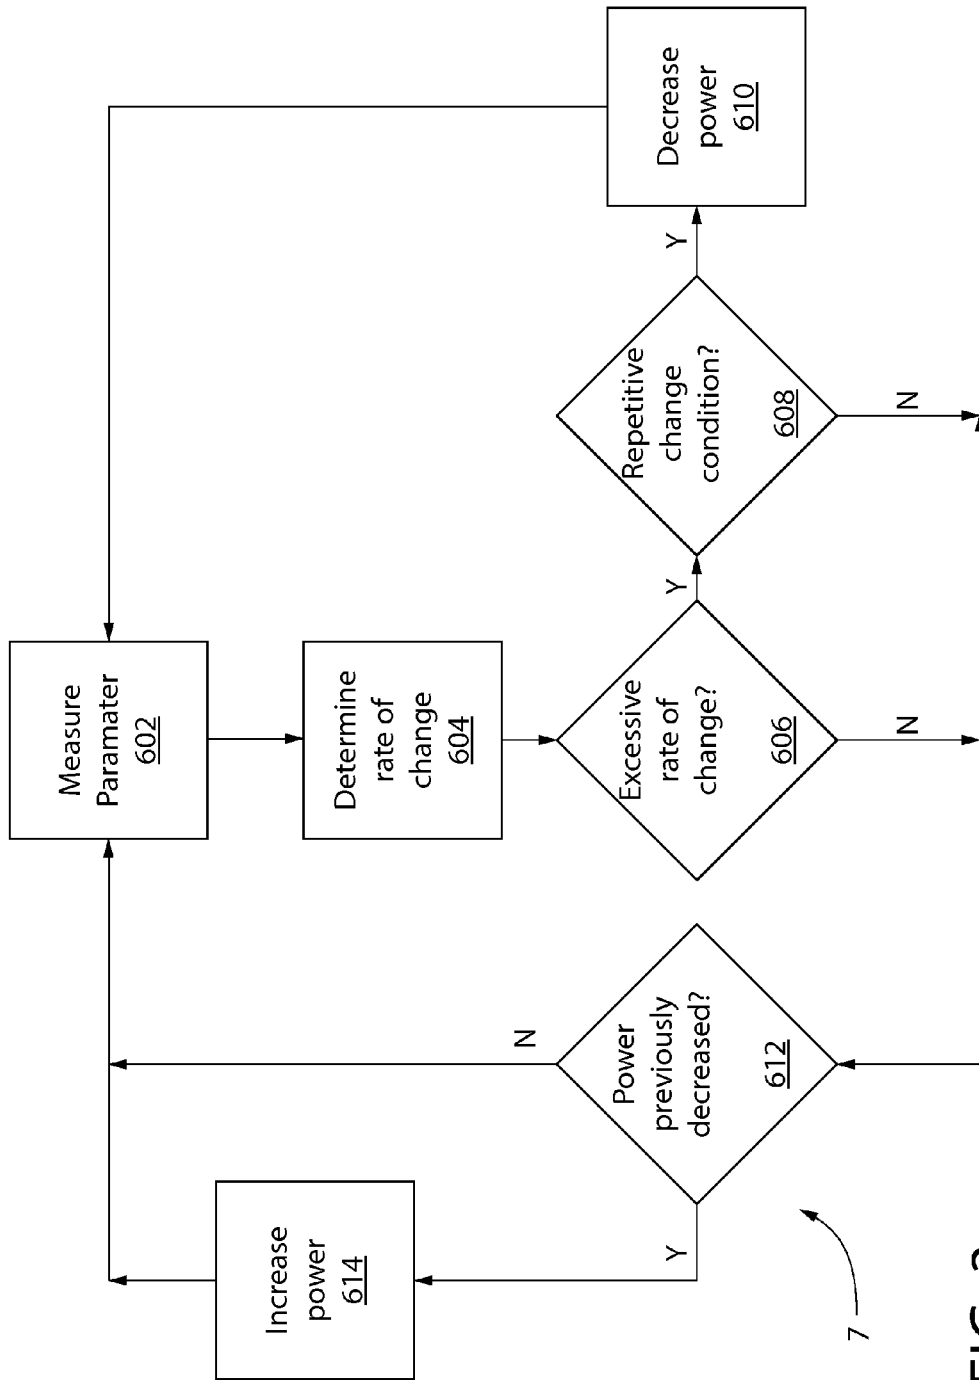 Measure
Paramater
602
Determine
rate of
change
604
Excessive
rate of
change?
606
Y
N
Repetitive
change
condition?
608
Y
N
Decrease
power
610
Power
previously
decreased?
612
N
Y
Increase
power
614
7